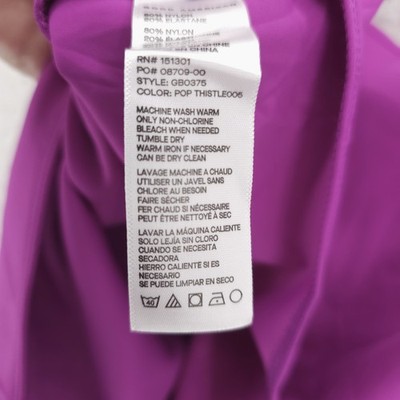 80% NYLON
20% ELASTANE
80% NYLON
RN# 151301
PO# 08709-00
STYLE: GB0375
COLOR: POP THISTLE005
MACHINE WASH WARM
ONLY NON-CHLORINE
BLEACH WHEN NEEDED
TUMBLE DRY
WARM IRON IF NECESSARY
CAN BE DRY CLEAN
LAVAGE MACHINE A CHAUD
UTILISER UN JAVEL SANS
CHLORE AU BESOIN
FAIRE SÉCHER
FER CHAUD SI NÉCESSAIRE
PEUT ÊTRE NETTOYÉ À SEC
LAVAR LA MÁQUINA CALIENTE
SOLO LEJÍA SIN CLORO
CUANDO SE NECESITA
SECADORA
HIERRO CALIENTE SI ES
NECESARIO
SE PUEDE LIMPIAR EN SECO
40